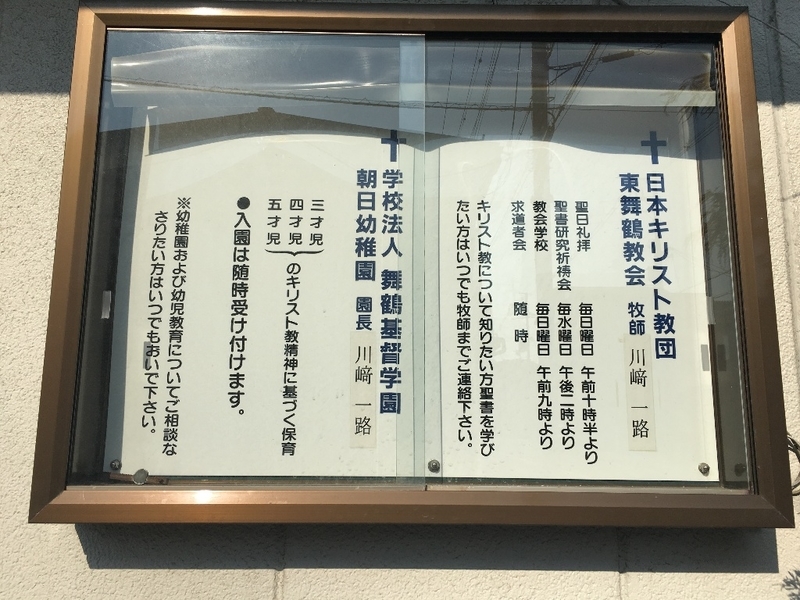 日本キリスト教団
東舞鶴教会 牧師 川﨑 一路
聖日礼拝 毎日曜日 午前十時半より
聖書研究祈禱会 毎水曜日 午後二時より
教会学校 毎日曜日 午前九時より
求道者会 随時
キリスト教について知りたい方聖書を学び
たい方はいつでも牧師までご連絡下さい。
学校法人 舞鶴基督学園
朝日幼稚園 園長 川﨑 一路
三才児
四才児 のキリスト教精神に基づく保育
五才児
●入園は随時受け付けます。
※幼稚園および幼児教育についてご相談な
さりたい方はいつでもおいで下さい。